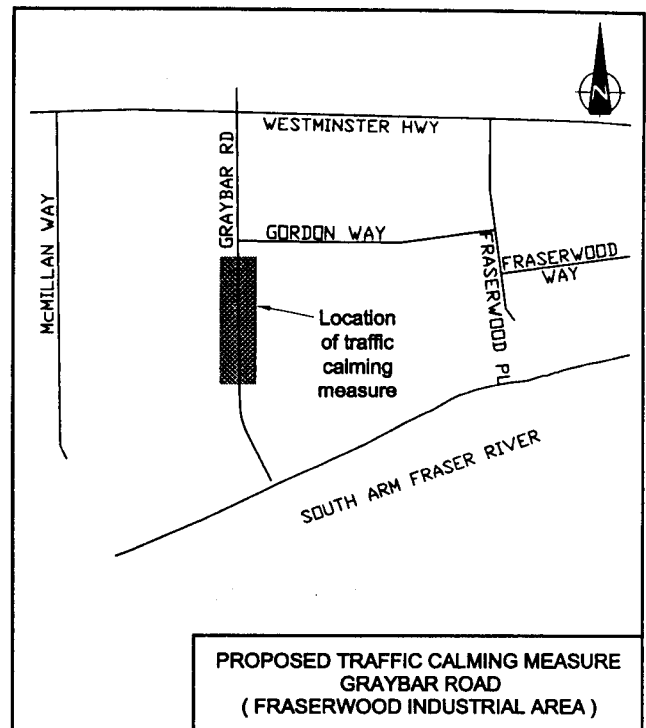 N
WESTMINSTER HWY
GRAYBAR RD
McMILLAN WAY
GORDON WAY
FRASERWOOD PL
FRASERWOOD
WAY
Location
of traffic
calming
measure
SOUTH ARM FRASER RIVER
PROPOSED TRAFFIC CALMING MEASURE
GRAYBAR ROAD
( FRASERWOOD INDUSTRIAL AREA )